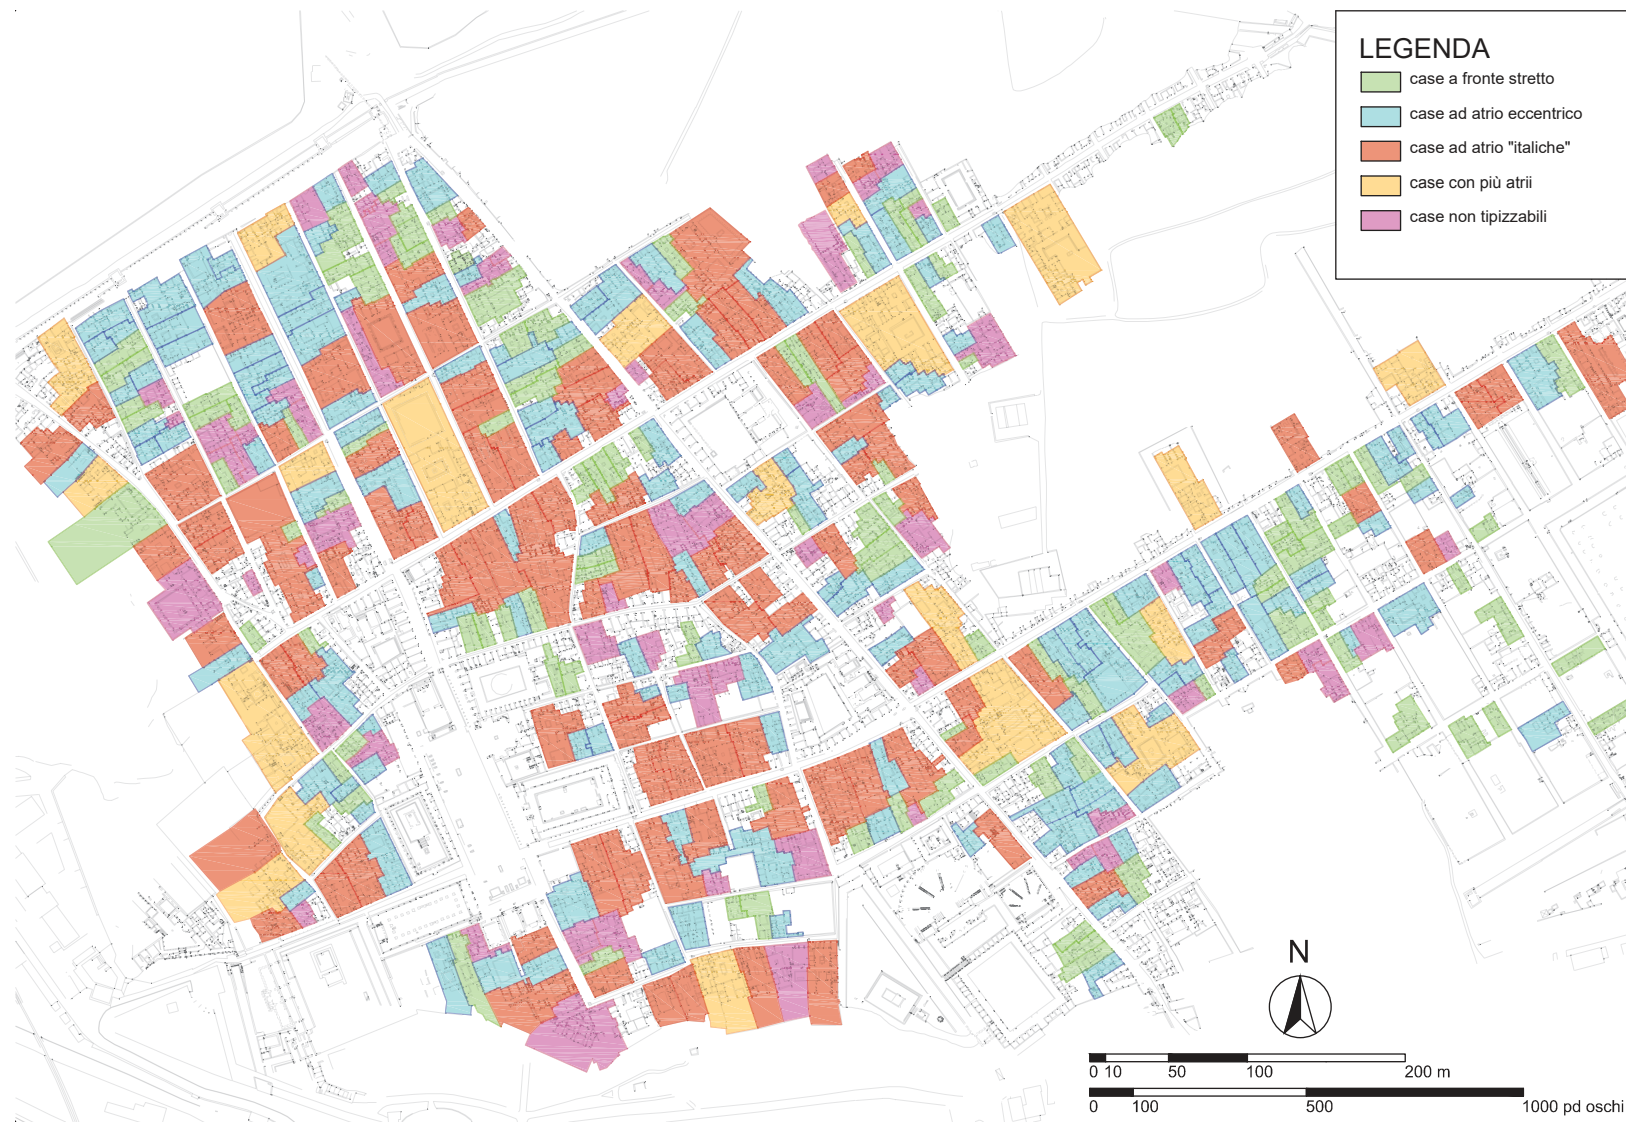 LEGENDA
case a fronte stretto
case ad atrio eccentrico
case ad atrio "italiche"
case con più atrii
case non tipizzabili
N
0 10 50 100 200 m
0 100 500 1000 pd oschi